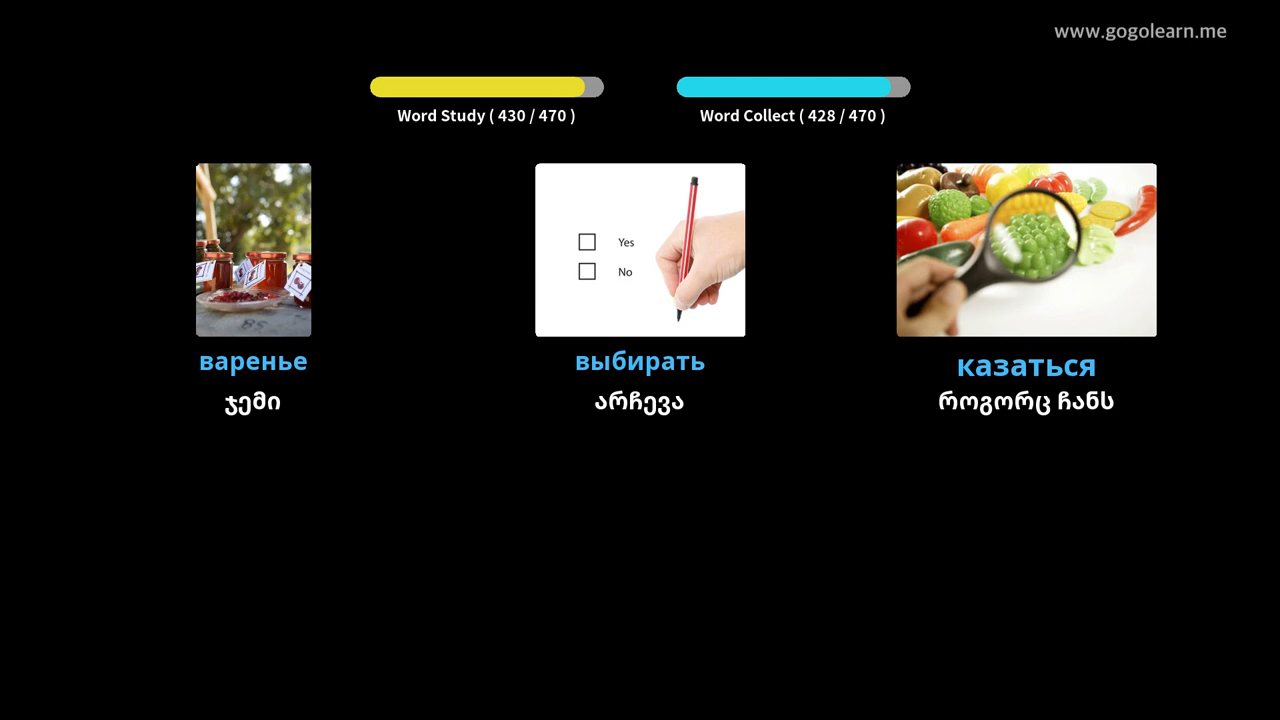 www.gogolearn.me
Word Study ( 430 / 470 )
Word Collect ( 428 / 470 )
Yes
No
варенье
выбирать
казаться
ჯემი
არჩევა
როგორც ჩანს